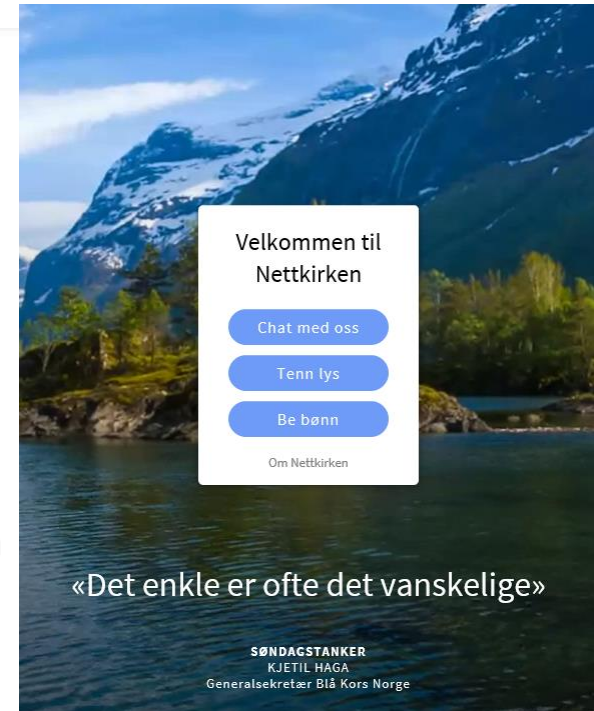 Velkommen til
Nettkirken
Chat med oss
Tenn lys
Be bønn
Om Nettkirken
«Det enkle er ofte det vanskelige»
SØNDAGSTANKER
KJETIL HAGA
Generalsekretær Blå Kors Norge